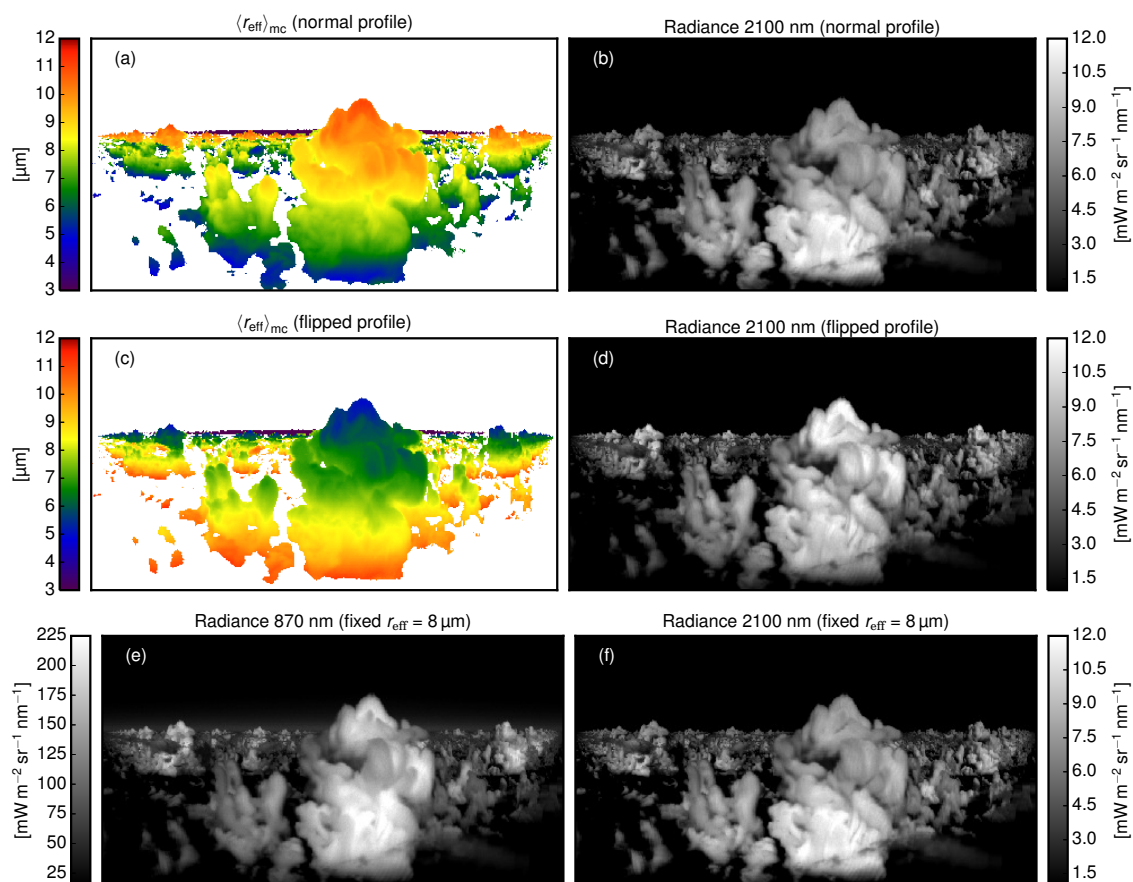 ⟨r_eff⟩_mc (normal profile)
Radiance 2100 nm (normal profile)
(a)
12
11
10
9
8
7
6
5
4
3
[µm]
(b)
12.0
10.5
9.0
7.5
6.0
4.5
3.0
1.5
[mW m⁻² sr⁻¹ nm⁻¹]
⟨r_eff⟩_mc (flipped profile)
Radiance 2100 nm (flipped profile)
(c)
12
11
10
9
8
7
6
5
4
3
[µm]
(d)
12.0
10.5
9.0
7.5
6.0
4.5
3.0
1.5
[mW m⁻² sr⁻¹ nm⁻¹]
Radiance 870 nm (fixed r_eff = 8 µm)
Radiance 2100 nm (fixed r_eff = 8 µm)
(e)
225
200
175
150
125
100
75
50
25
[mW m⁻² sr⁻¹ nm⁻¹]
(f)
12.0
10.5
9.0
7.5
6.0
4.5
3.0
1.5
[mW m⁻² sr⁻¹ nm⁻¹]